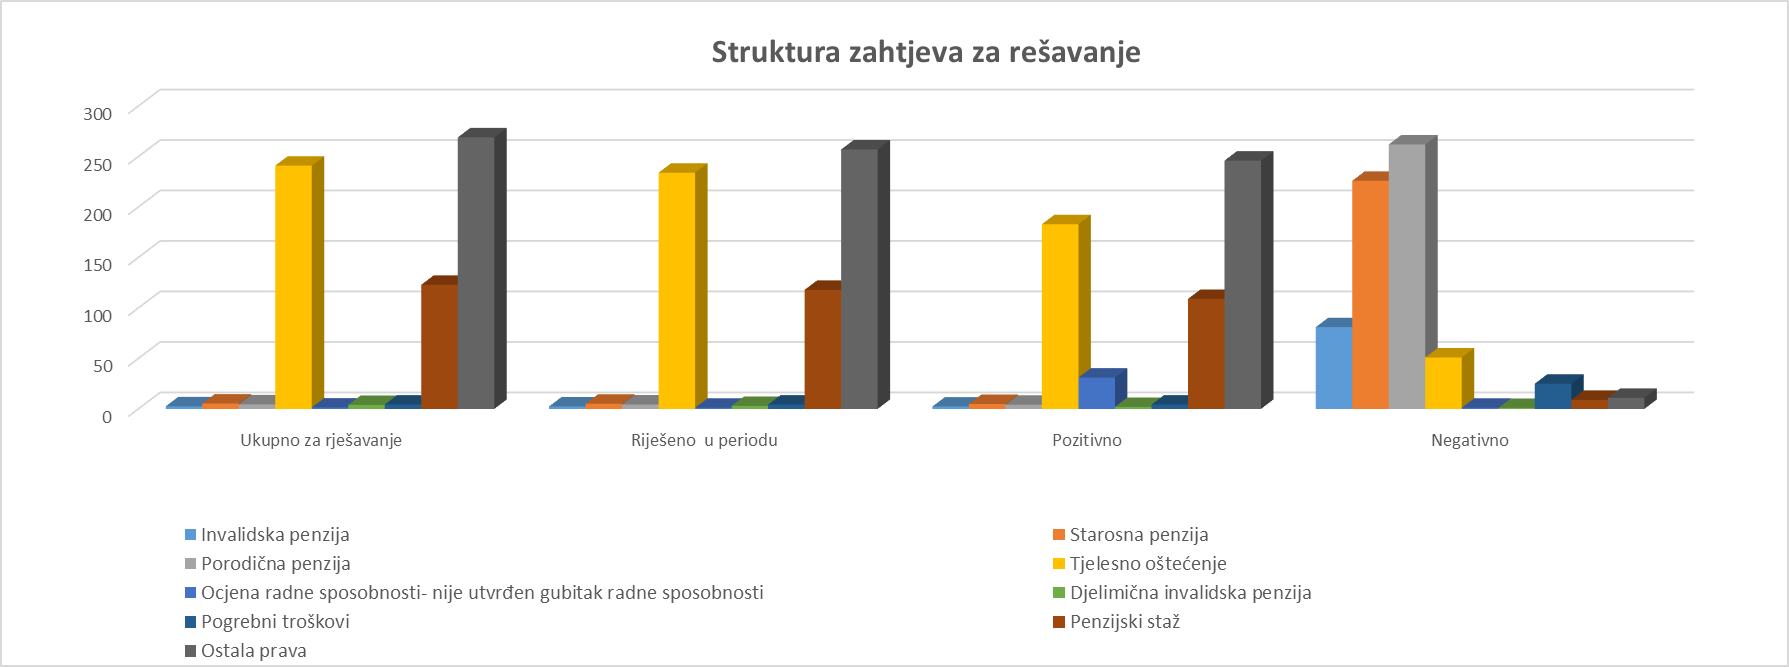 Struktura zahtjeva za rešavanje
300
250
200
150
100
50
0
Ukupno za rješavanje
Riješeno  u periodu
Pozitivno
Negativno
Invalidska penzija
Starosna penzija
Porodična penzija
Tjelesno oštećenje
Ocjena radne sposobnosti- nije utvrđen gubitak radne sposobnosti
Djelimična invalidska penzija
Pogrebni troškovi
Penzijski staž
Ostala prava